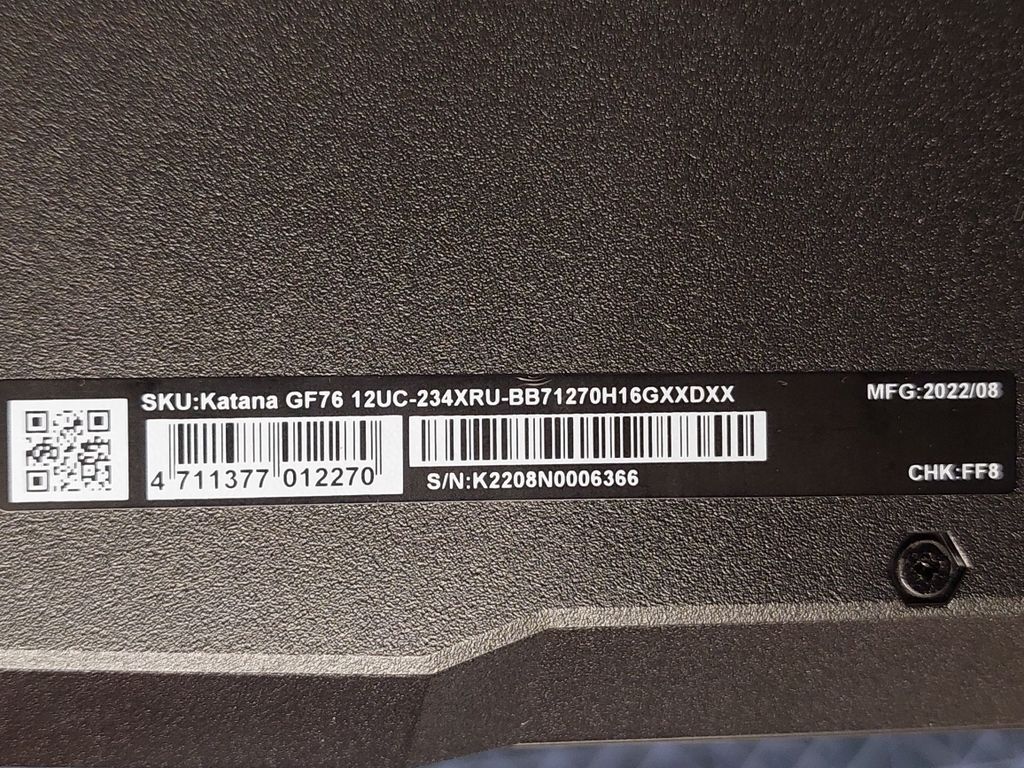 SKU:Katana GF76 12UC-234XRU-BB71270H16GXXDXX
MFG:2022/08
4 711377 012270
S/N:K2208N0006366
CHK:FF8